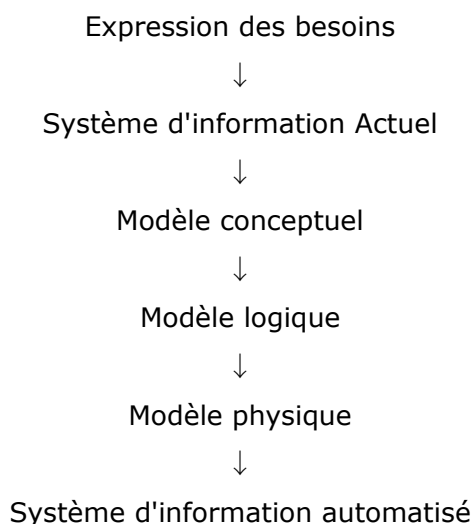 Expression des besoins
↓
Système d'information Actuel
↓
Modèle conceptuel
↓
Modèle logique
↓
Modèle physique
↓
Système d'information automatisé